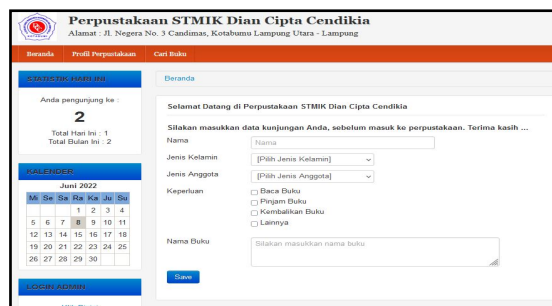 Perpustakaan STMIK Dian Cipta Cendikia
Alamat : Jl. Negera No. 3 Candimas, Kotabumu Lampung Utara - Lampung
Beranda Profil Perpustakaan Cari Buku
STATISTIK HARI INI
Anda pengunjung ke :
2
Total Hari Ini : 1
Total Bulan Ini : 2
KALENDER
Juni 2022
Mi Se Sa Ra Ka Ju Su
1 2 3 4
5 6 7 8 9 10 11
12 13 14 15 16 17 18
19 20 21 22 23 24 25
26 27 28 29 30
LOGIN ADMIN
Beranda
Selamat Datang di Perpustakaan STMIK Dian Cipta Cendikia
Silakan masukkan data kunjungan Anda, sebelum masuk ke perpustakaan. Terima kasih ...
Nama Nama
Jenis Kelamin [Pilih Jenis Kelamin]
Jenis Anggota [Pilih Jenis Anggota]
Keperluan Baca Buku
Pinjam Buku
Kembalikan Buku
Lainnya
Nama Buku Silakan masukkan nama buku
Save